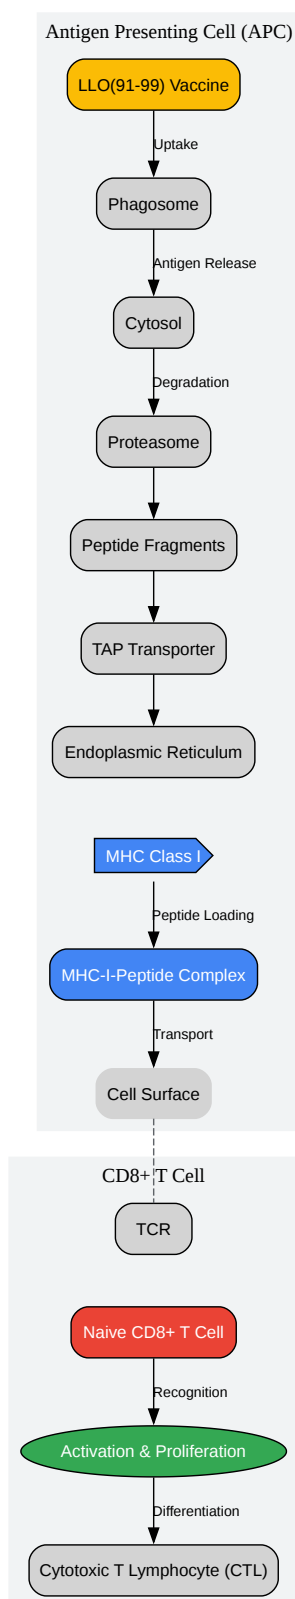 Antigen Presenting Cell (APC)
LLO(91-99) Vaccine
Uptake
Phagosome
Antigen Release
Cytosol
Degradation
Proteasome
Peptide Fragments
TAP Transporter
Endoplasmic Reticulum
MHC Class I
Peptide Loading
MHC-I-Peptide Complex
Transport
Cell Surface
CD8+ T Cell
TCR
Naive CD8+ T Cell
Recognition
Activation & Proliferation
Differentiation
Cytotoxic T Lymphocyte (CTL)